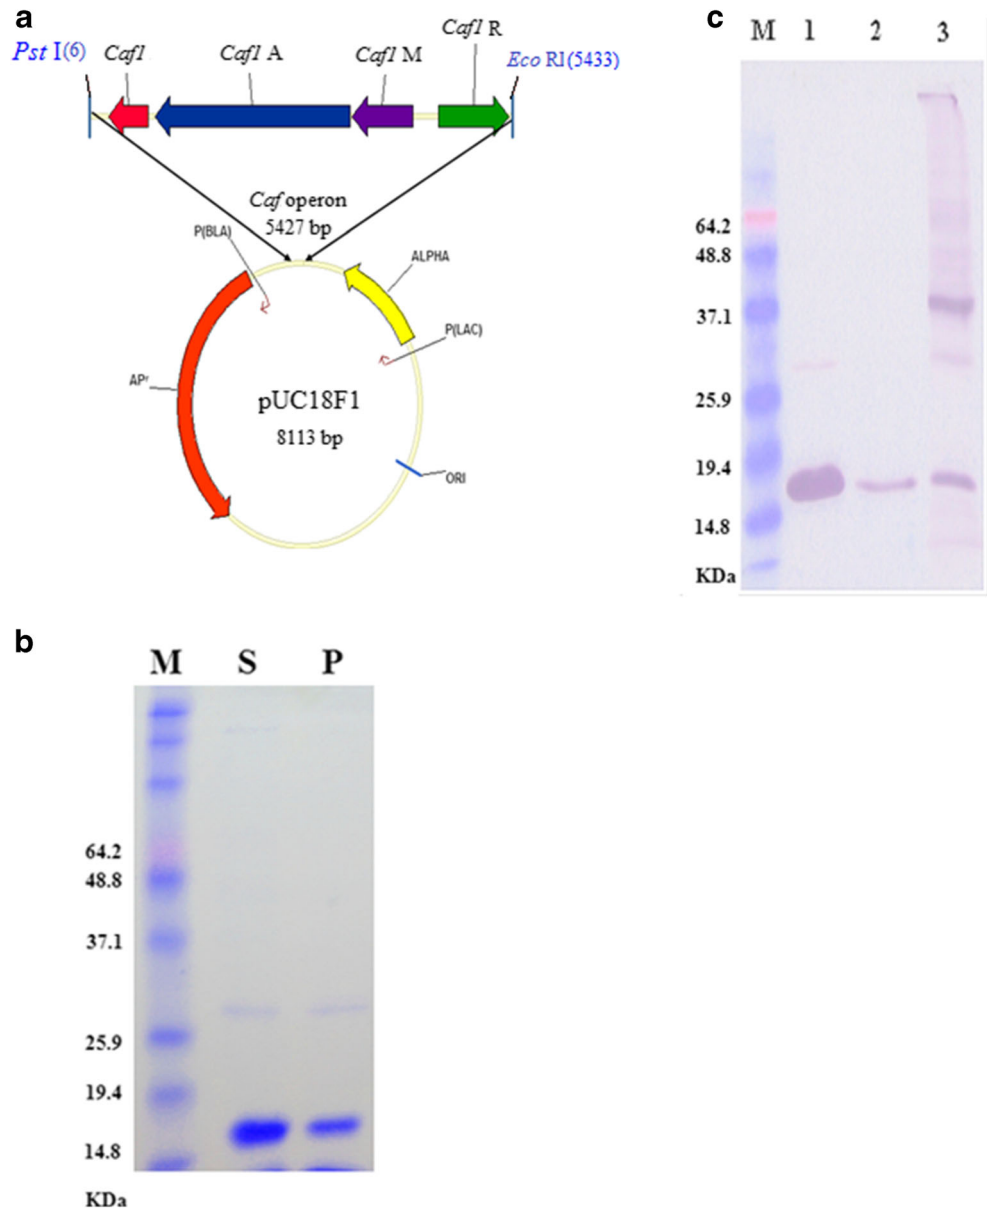 a
Pst I(6) Caf1 Caf1 A Caf1 M Caf1 R Eco RI(5433)
Caf operon
5427 bp
P(BLA)
ALPHA
P(LAC)
APʳ
pUC18F1
8113 bp
ORI
b
M S P
64.2
48.8
37.1
25.9
19.4
14.8
KDa
c
M 1 2 3
64.2
48.8
37.1
25.9
19.4
14.8
KDa